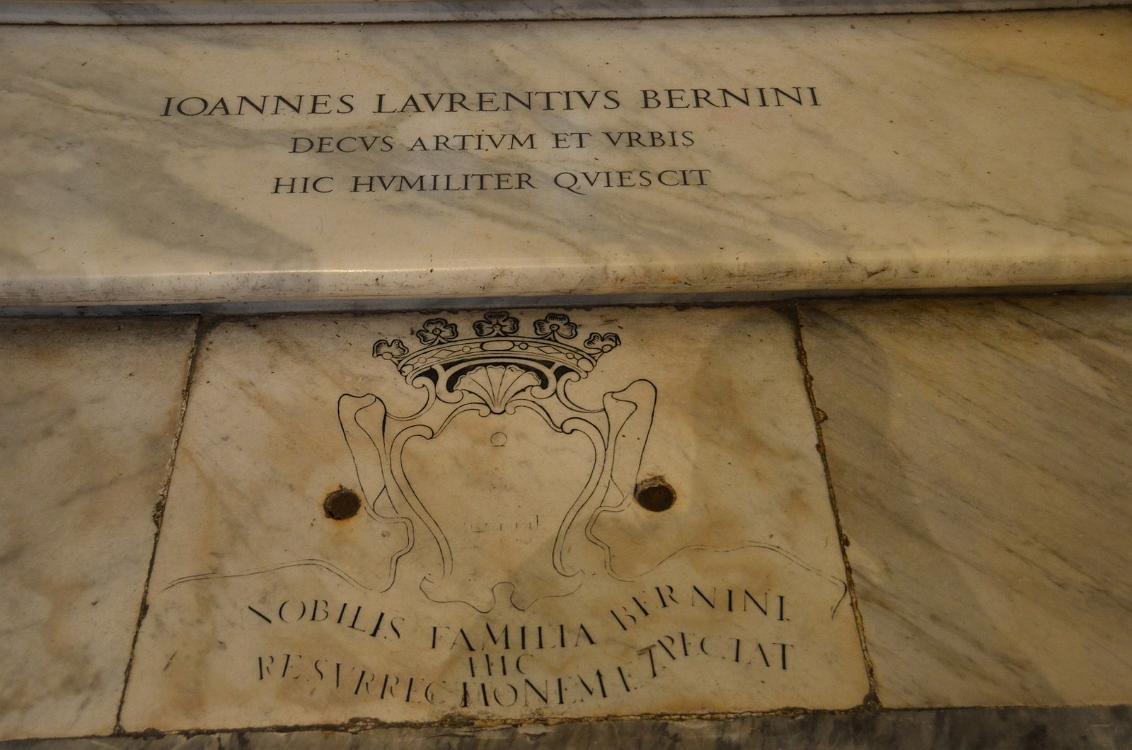 IOANNES LAVRENTIVS BERNINI
DECVS ARTIVM ET VRBIS
HIC HVMILITER QVIESCIT
NOBILIS FAMILIA BERNINI
HIC
RESVRRECTIONEM EXPECTAT